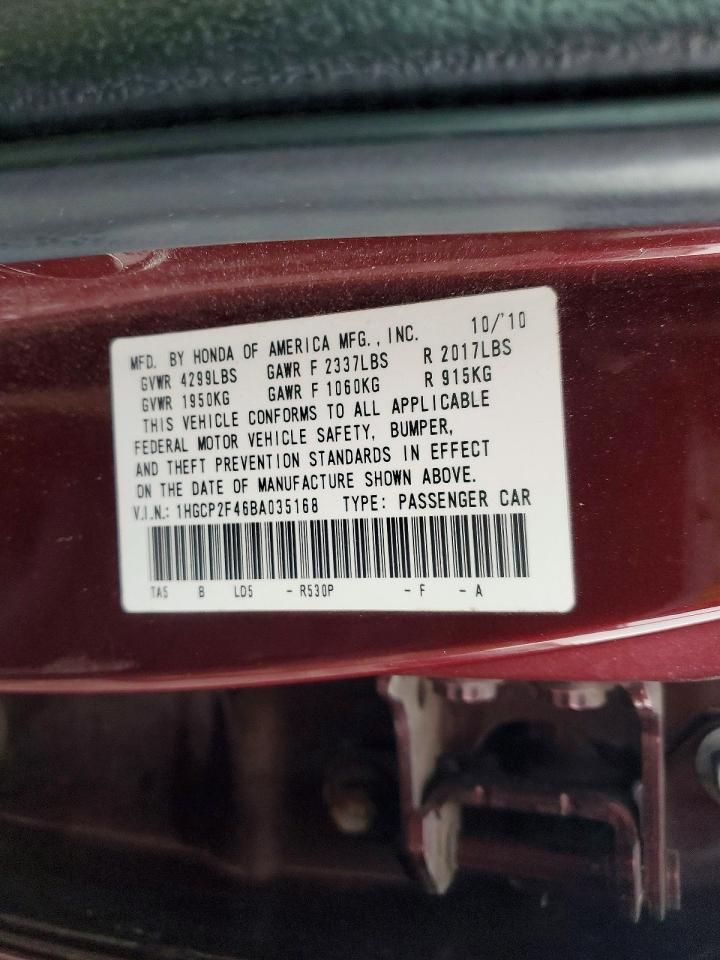 MFD. BY HONDA OF AMERICA MFG., INC. 10/'10
GVWR 4299LBS GAWR F 2337LBS R 2017LBS
GVWR 1950KG GAWR F 1060KG R 915KG
THIS VEHICLE CONFORMS TO ALL APPLICABLE
FEDERAL MOTOR VEHICLE SAFETY, BUMPER,
AND THEFT PREVENTION STANDARDS IN EFFECT
ON THE DATE OF MANUFACTURE SHOWN ABOVE.
V.I.N.: 1HGCP2F46BA035168 TYPE: PASSENGER CAR
TA5 B LD5 - R530P - F - A